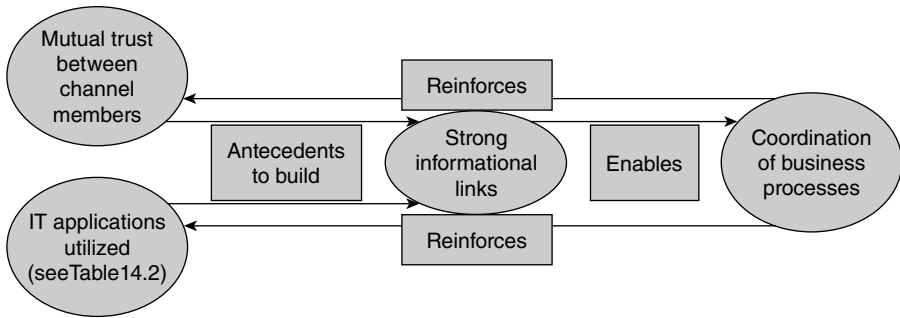 Mutual trust
between
channel
members
Reinforces
Antecedents
to build
Strong
informational
links
Enables
Coordination
of business
processes
IT applications
utilized
(seeTable14.2)
Reinforces